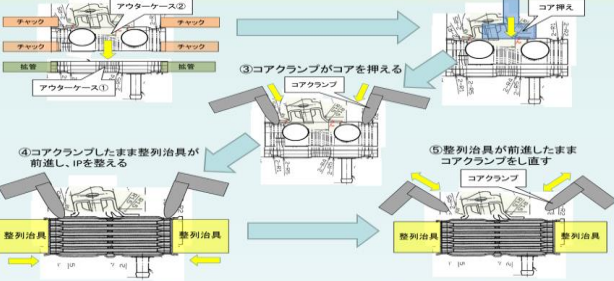 アウターケース②
チャック
チャック
チャック
チャック
拡管
拡管
アウターケース①
コア押え
③コアクランプがコアを押える
コアクランプ
④コアクランプしたまま整列治具が
前進し、IPを整える
整列治具
整列治具
⑤整列治具が前進したまま
コアクランプをし直す
コアクランプ
整列治具
整列治具